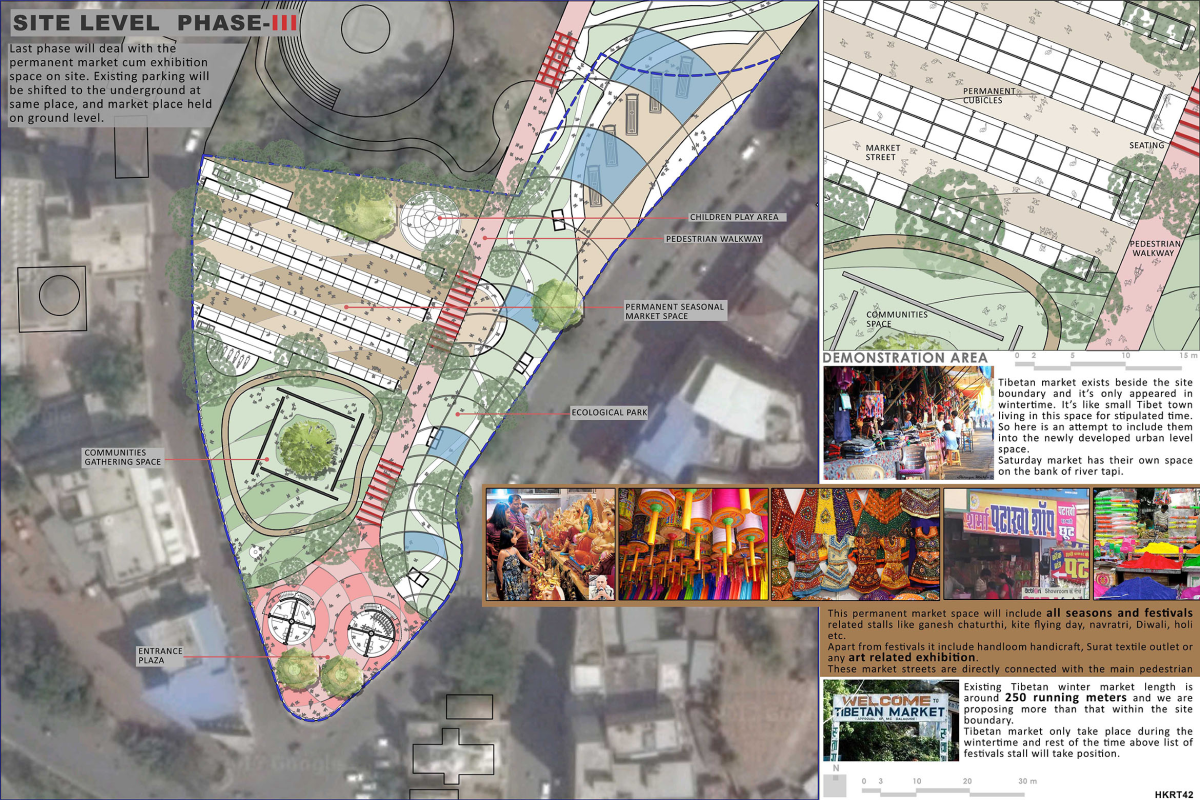 SITE LEVEL PHASE-III
Last phase will deal with the
permanent market cum exhibition
space on site. Existing parking will
be shifted to the underground at
same place, and market place held
on ground level.
CHILDREN PLAY AREA
PEDESTRIAN WALKWAY
PERMANENT SEASONAL
MARKET SPACE
ECOLOGICAL PARK
COMMUNITIES
GATHERING SPACE
ENTRANCE
PLAZA
PERMANENT
CUBICLES
SEATING
MARKET
STREET
PEDESTRIAN
WALKWAY
COMMUNITIES
SPACE
DEMONSTRATION AREA
0 2 5 10 15 m
Tibetan market exists beside the site
boundary and it's only appeared in
wintertime. It's like small Tibet town
living in this space for stipulated time.
So here is an attempt to include them
into the newly developed urban level
space.
Saturday market has their own space
on the bank of river tapi.
शर्मा पटाखा शॉप
This permanent market space will include all seasons and festivals
related stalls like ganesh chaturthi, kite flying day, navratri, Diwali, holi
etc.
Apart from festivals it include handloom handicraft, Surat textile outlet or
any art related exhibition.
These market streets are directly connected with the main pedestrian
WELCOME TO
TIBETAN MARKET
Existing Tibetan winter market length is
around 250 running meters and we are
proposing more than that within the site
boundary.
Tibetan market only take place during the
wintertime and rest of the time above list of
festivals stall will take position.
N
0 3 10 20 30 m
HKRT42